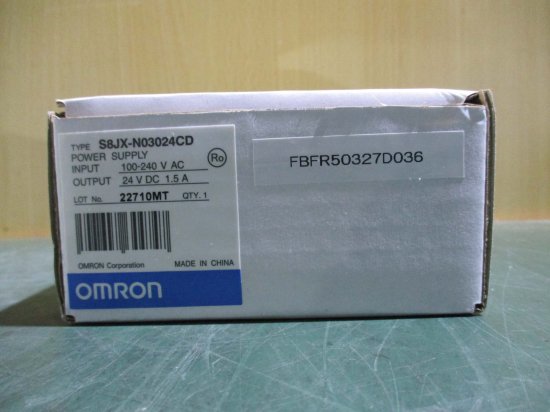 TYPE S8JX-N03024CD
POWER SUPPLY
INPUT 100-240 V AC
OUTPUT 24 V DC 1.5 A
Ro
LOT No. 22710MT QTY. 1
OMRON Corporation MADE IN CHINA
OMRON
FBFR50327D036